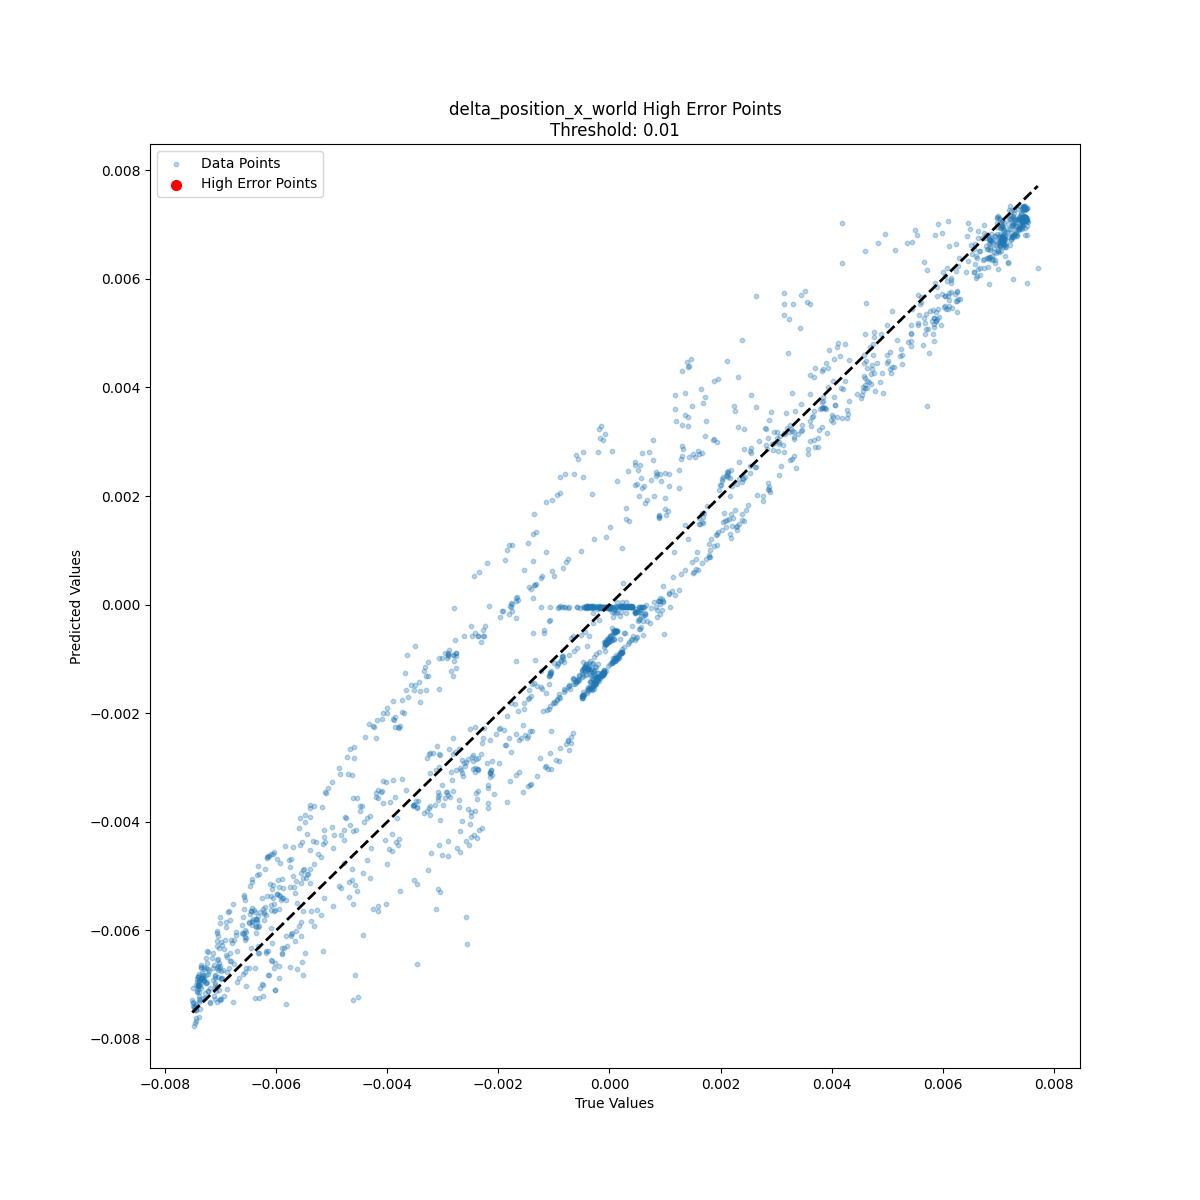 delta_position_x_world High Error Points
Threshold: 0.01
Data Points
High Error Points
0.008
0.006
0.004
0.002
0.000
−0.002
−0.004
−0.006
−0.008
Predicted Values
−0.008 −0.006 −0.004 −0.002 0.000 0.002 0.004 0.006 0.008
True Values